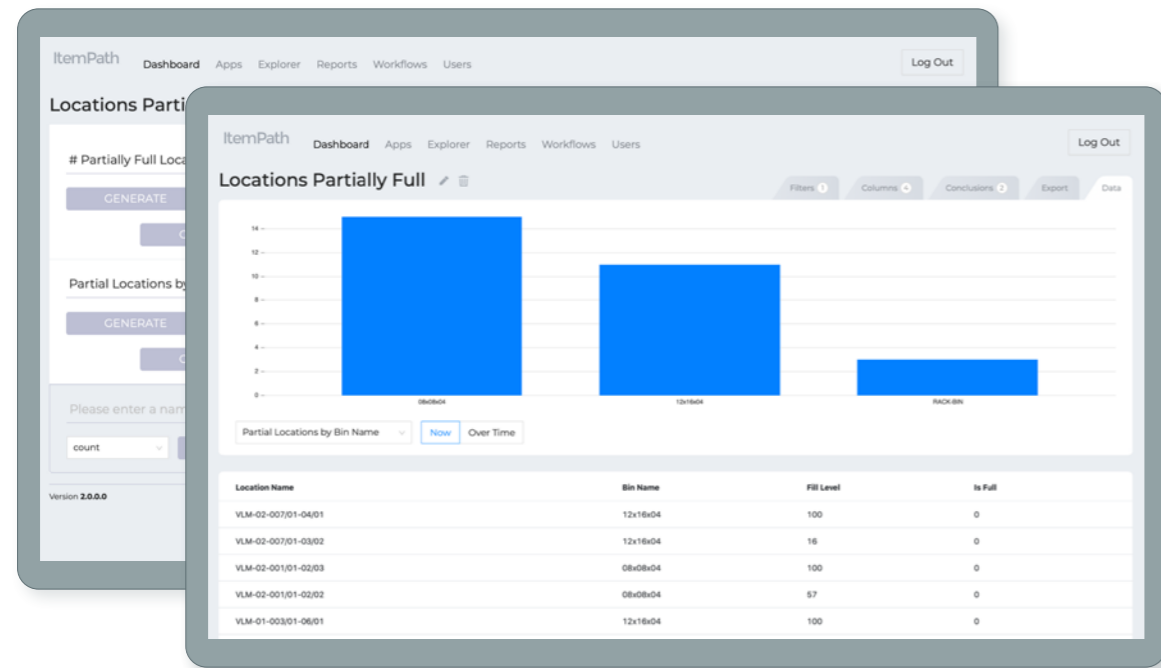 ItemPath Dashboard Apps Explorer Reports Workflows Users Log Out
Locations Parti
# Partially Full Loca
GENERATE
Partial Locations by
GENERATE
Please enter a nam
count
Version 2.0.0.0
ItemPath Dashboard Apps Explorer Reports Workflows Users Log Out
Locations Partially Full
Filters 1 Columns 4 Conclusions 2 Export Data
14
12
10
8
6
4
2
0
08x08x04 12x16x04 RACK-BIN
Partial Locations by Bin Name Now Over Time
Location Name Bin Name Fill Level Is Full
VLM-02-007/01-04/01 12x16x04 100 0
VLM-02-007/01-03/02 12x16x04 16 0
VLM-02-001/01-02/03 08x08x04 100 0
VLM-02-001/01-02/02 08x08x04 57 0
VLM-01-003/01-06/01 12x16x04 100 0